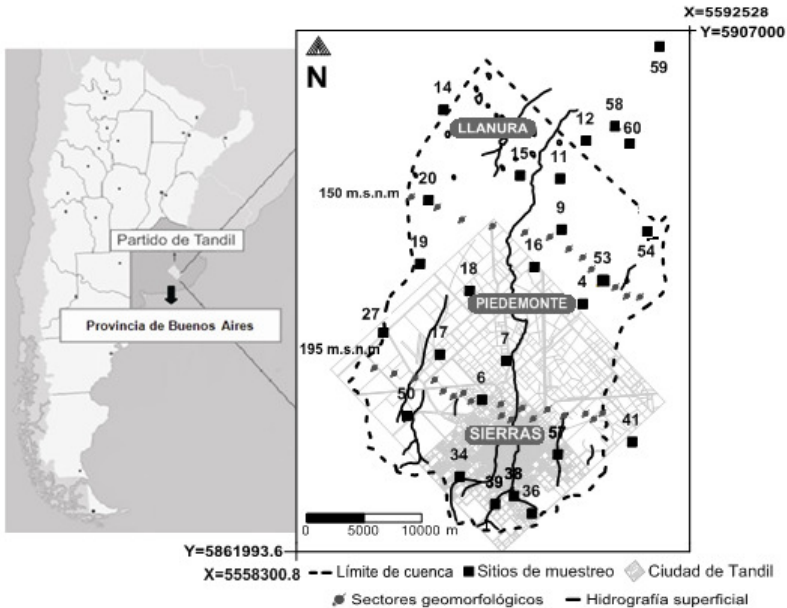 X=5592528
Y=5907000
N
59
14
58
LLANURA
12
60
15
11
20
150 m.s.n.m
9
54
Partido de Tandil
19
16
53
18
4
PIEDEMONTE
Provincia de Buenos Aires
27
195 m.s.n.m
17
7
6
50
41
SIERRAS
57
34
39
38
36
0 5000 10000 m
Y=5861993.6
X=5558300.8
Límite de cuenca Sitios de muestreo Ciudad de Tandil
Sectores geomorfológicos Hidrografía superficial